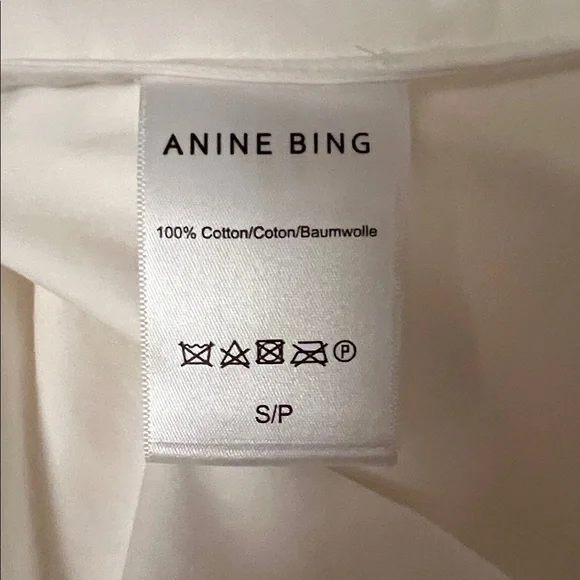 ANINE BING
100% Cotton/Coton/Baumwolle
P
S/P